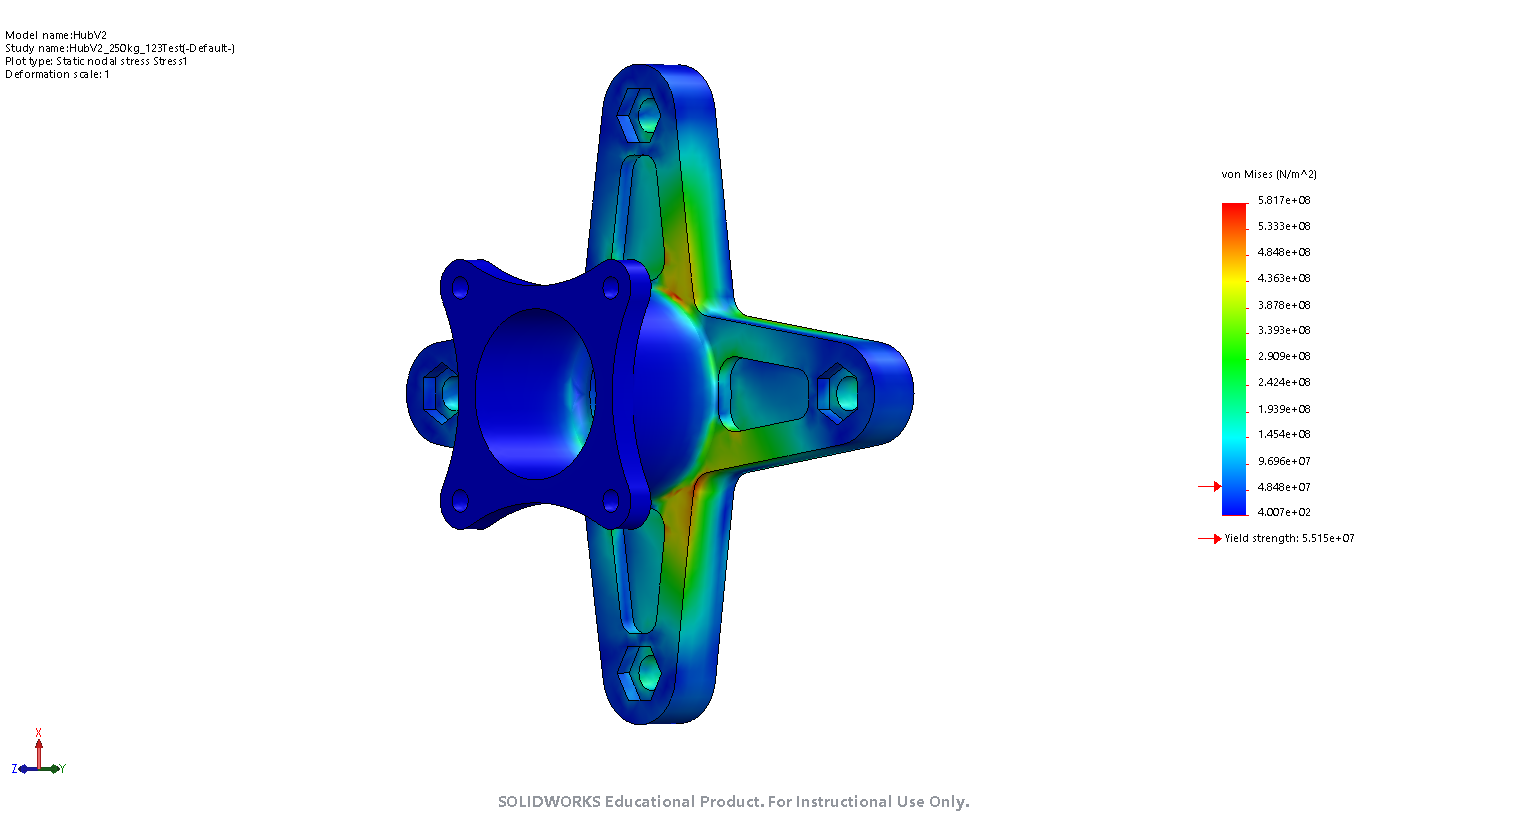 Model name:HubV2
Study name:HubV2_250kg_123Test(-Default-)
Plot type: Static nodal stress Stress1
Deformation scale: 1
von Mises (N/m^2)
5.817e+08
5.333e+08
4.848e+08
4.363e+08
3.878e+08
3.393e+08
2.909e+08
2.424e+08
1.939e+08
1.454e+08
9.696e+07
4.848e+07
4.007e+02
Yield strength: 5.515e+07
X
Z
Y
SOLIDWORKS Educational Product. For Instructional Use Only.